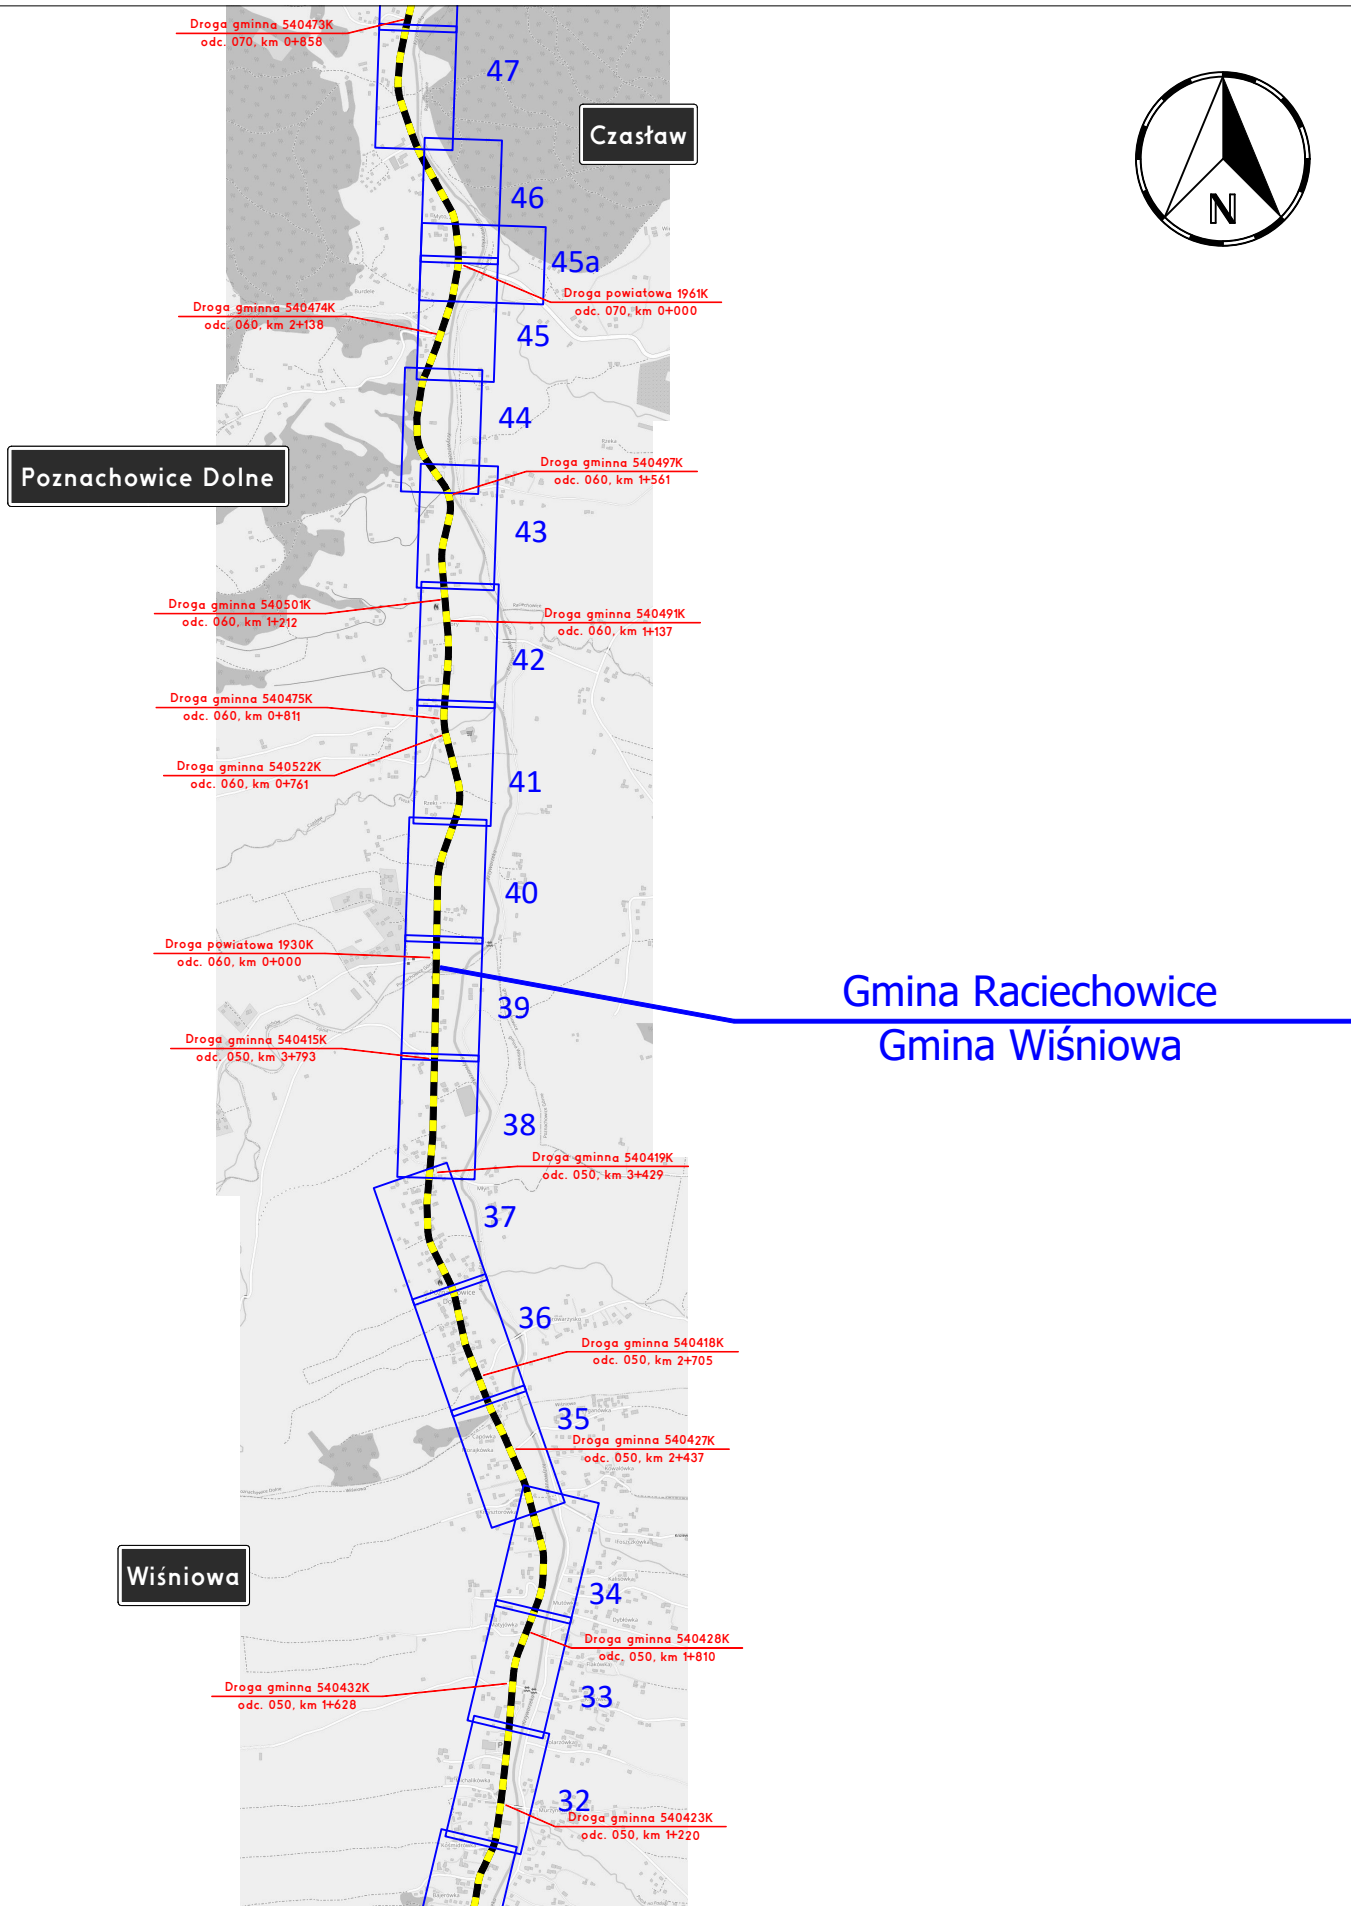 Droga gminna 540473K
odc. 070, km 0+858
47
Czasław
46
45a
Droga powiatowa 1961K
odc. 070, km 0+000
Droga gminna 540474K
odc. 060, km 2+138
45
44
Droga gminna 540497K
odc. 060, km 1+561
Poznachowice Dolne
43
Droga gminna 540501K
odc. 060, km 1+212
Droga gminna 540491K
odc. 060, km 1+137
42
Droga gminna 540475K
odc. 060, km 0+811
Droga gminna 540522K
odc. 060, km 0+761
41
40
Droga powiatowa 1930K
odc. 060, km 0+000
Gmina Raciechowice
Gmina Wiśniowa
39
Droga gminna 540415K
odc. 050, km 3+793
38
Droga gminna 540419K
odc. 050, km 3+429
37
36
Droga gminna 540418K
odc. 050, km 2+705
35
Droga gminna 540427K
odc. 050, km 2+437
Wiśniowa
34
Droga gminna 540428K
odc. 050, km 1+810
Droga gminna 540432K
odc. 050, km 1+628
33
32
Droga gminna 540423K
odc. 050, km 1+220
N
Burdele
Rzeka
Rzeki